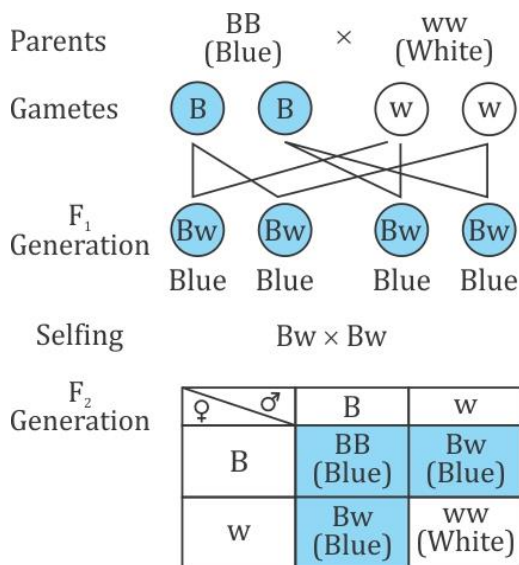 Parents BB × ww
(Blue) (White)
Gametes B B w w
F₁
Generation Bw Bw Bw Bw
Blue Blue Blue Blue
Selfing Bw × Bw
F₂
Generation ♀ ♂ B w
B BB Bw
(Blue) (Blue)
w Bw ww
(Blue) (White)